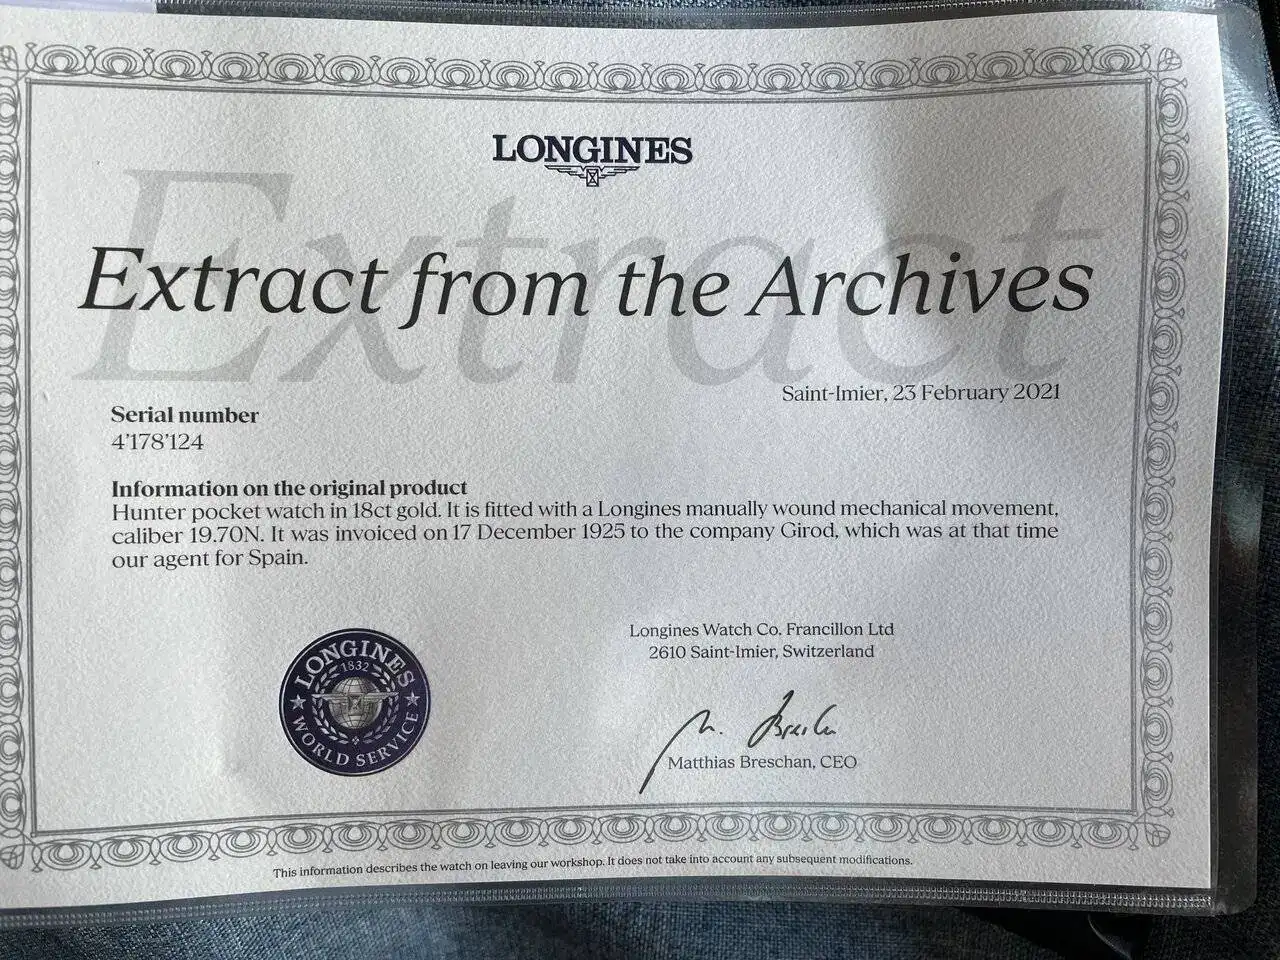 LONGINES
Extract
Extract from the Archives
Saint-Imier, 23 February 2021
Serial number
4'178'124
Information on the original product
Hunter pocket watch in 18ct gold. It is fitted with a Longines manually wound mechanical movement,
caliber 19.70N. It was invoiced on 17 December 1925 to the company Girod, which was at that time
our agent for Spain.
LONGINES
1832
WORLD SERVICE
Longines Watch Co. Francillon Ltd
2610 Saint-Imier, Switzerland
M. Breschan
Matthias Breschan, CEO
This information describes the watch on leaving our workshop. It does not take into account any subsequent modifications.